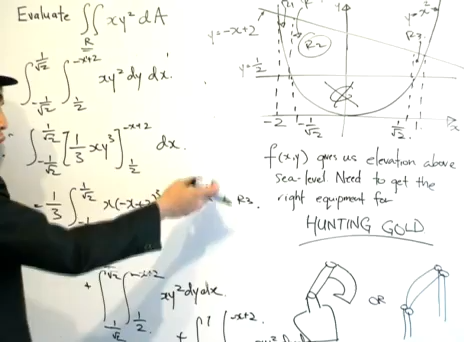 Evaluate ∬ xy² dA
R
∫_{-1/√2}^{1/√2} ∫_{1/2}^{-x+2} xy² dy dx.
∫_{-1/√2}^{1/√2} [1/3 xy³]_{1/2}^{-x+2} dx.
= 1/3 ∫^{1/√2} x(-x+2)³
R3.
+ ∫_{1/√2} ∫_{1/2}^{-x+2} xy² dy dx.
+ ∫^{1} ∫^{-x+2}
y
y=x²
y=-x+2
R2
R3
y=1/2
-2 -1/√2 1/√2 1. x
f(x,y) gives us elevation above
sea-level Need to get the
right equipment for
HUNTING GOLD
OR